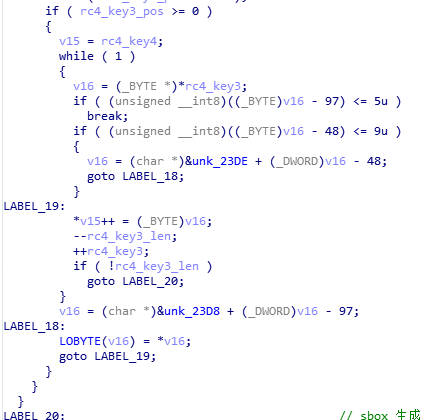 if ( rc4_key3_pos >= 0 )
{
v15 = rc4_key4;
while ( 1 )
{
v16 = (_BYTE *)*rc4_key3;
if ( (unsigned __int8)((_BYTE)v16 - 97) <= 5u )
break;
if ( (unsigned __int8)((_BYTE)v16 - 48) <= 9u )
{
v16 = (char *)&unk_23DE + (_DWORD)v16 - 48;
goto LABEL_18;
}
LABEL_19:
*v15++ = (_BYTE)v16;
--rc4_key3_len;
++rc4_key3;
if ( !rc4_key3_len )
goto LABEL_20;
}
v16 = (char *)&unk_23D8 + (_DWORD)v16 - 97;
LABEL_18:
LOBYTE(v16) = *v16;
goto LABEL_19;
}
}
}
LABEL_20: // sbox 生成